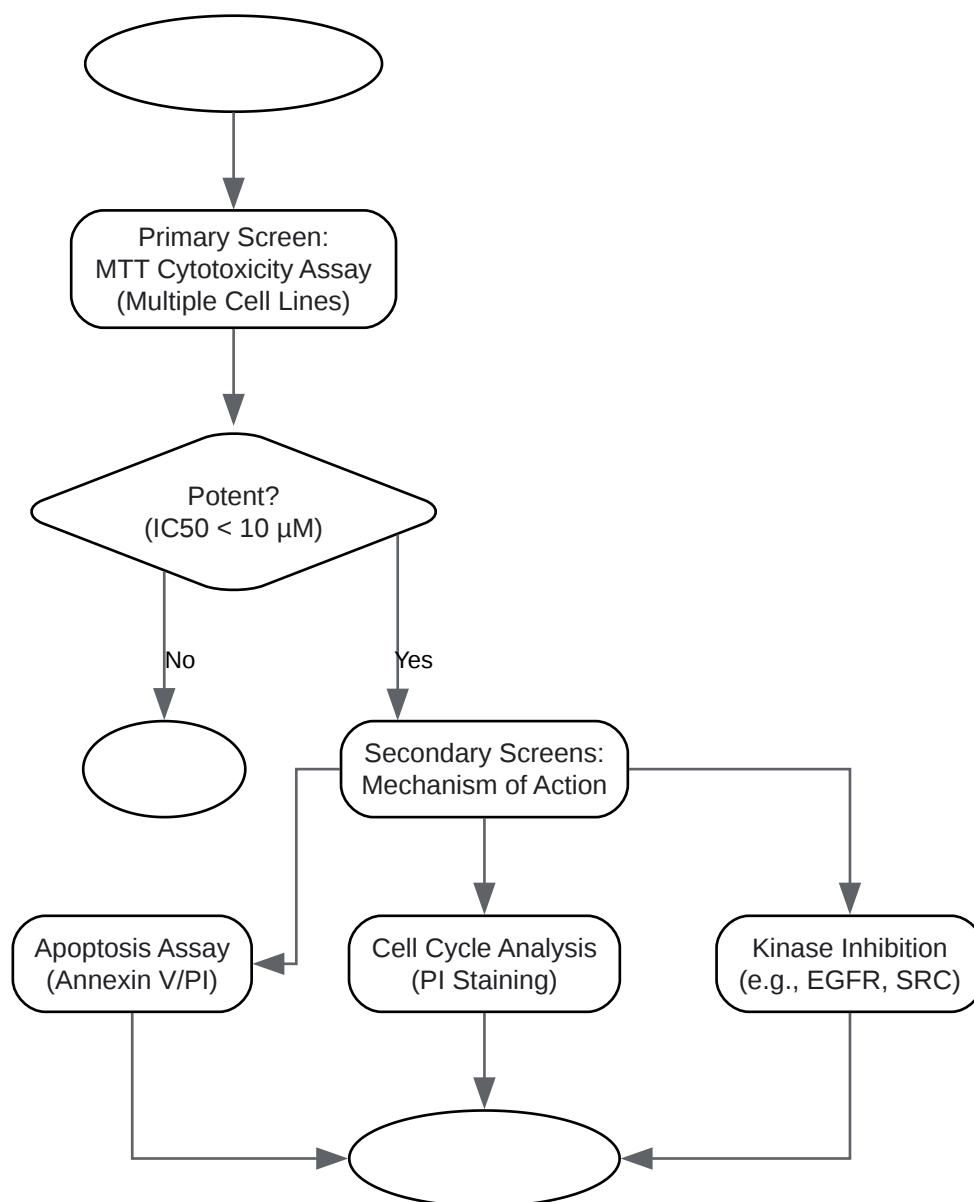 Primary Screen:
MTT Cytotoxicity Assay
(Multiple Cell Lines)
Potent?
(IC50 < 10 µM)
No
Yes
Secondary Screens:
Mechanism of Action
Apoptosis Assay
(Annexin V/PI)
Cell Cycle Analysis
(PI Staining)
Kinase Inhibition
(e.g., EGFR, SRC)